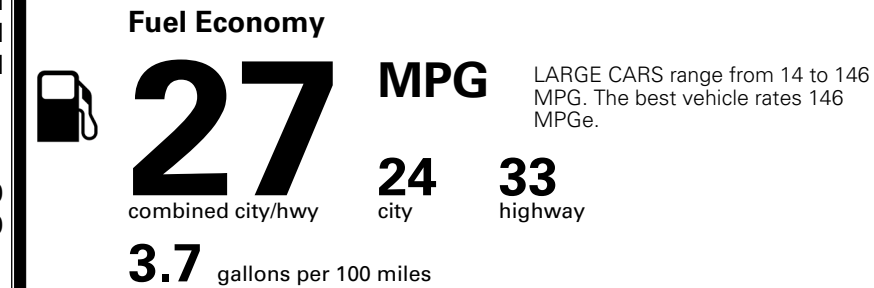 Fuel Economy
27 MPG
LARGE CARS range from 14 to 146
MPG. The best vehicle rates 146
MPGe.
combined city/hwy
24
city
33
highway
3.7 gallons per 100 miles